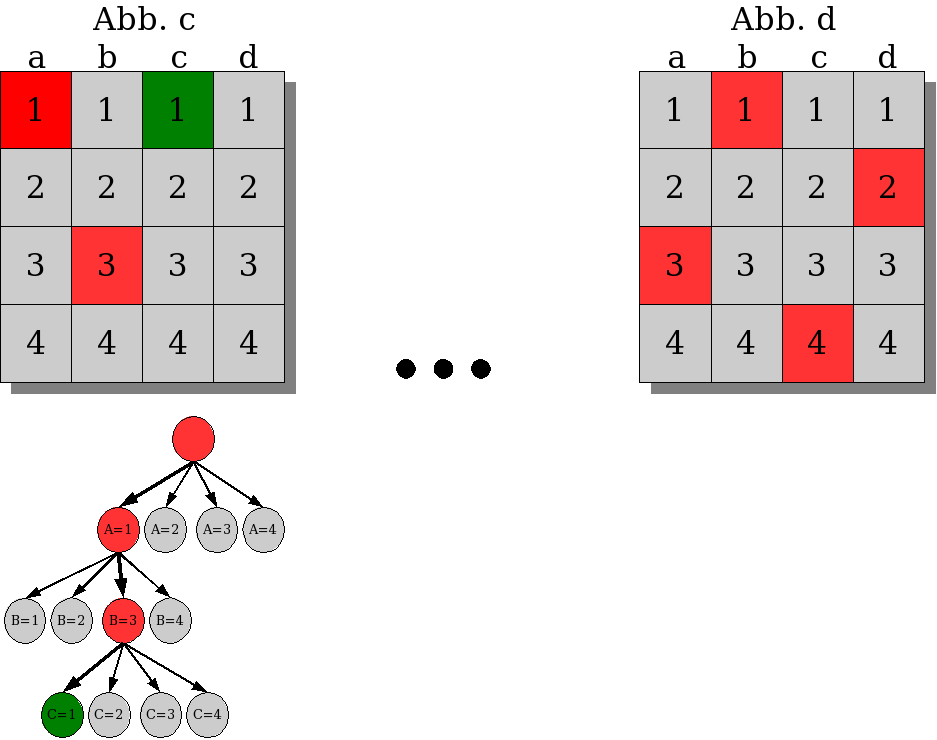 Abb. c
a b c d
1 1 1 1
2 2 2 2
3 3 3 3
4 4 4 4
Abb. d
a b c d
1 1 1 1
2 2 2 2
3 3 3 3
4 4 4 4
A=1 A=2 A=3 A=4
B=1 B=2 B=3 B=4
C=1 C=2 C=3 C=4